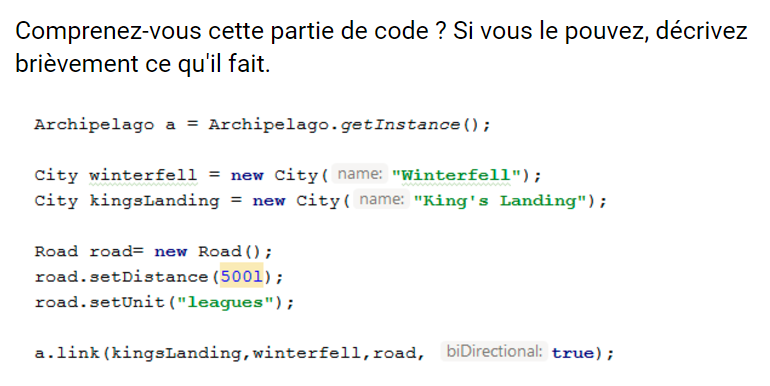 Comprenez-vous cette partie de code ? Si vous le pouvez, décrivez
brièvement ce qu'il fait.
Archipelago a = Archipelago.getInstance();
City winterfell = new City( name: "Winterfell");
City kingsLanding = new City( name: "King's Landing");
Road road= new Road();
road.setDistance(500l);
road.setUnit("leagues");
a.link(kingsLanding,winterfell,road, biDirectional: true);